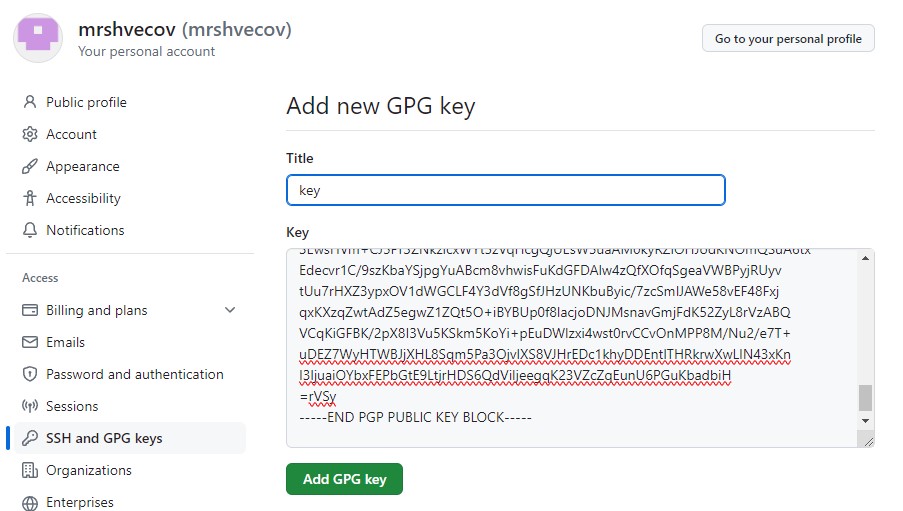 mrshvecov (mrshvecov)
Your personal account
Go to your personal profile
Public profile
Account
Appearance
Accessibility
Notifications
Access
Billing and plans
Emails
Password and authentication
Sessions
SSH and GPG keys
Organizations
Enterprises
Add new GPG key
Title
key
Key
Edecvr1C/9szKbaYSjpgYuABcm8vhwisFuKdGFDAlw4zQfXOfqSgeaVWBPyjRUyv
tUu7rHXZ3ypxOV1dWGCLF4Y3dVf8gSfJHzUNKbuByic/7zcSmIJAWe58vEF48Fxj
qxKXzqZwtAdZ5egwZ1ZQt5O+iBYBUp0f8IacjoDNJMsnavGmjFdK52ZyL8rVzABQ
VCqKiGFBK/2pX8I3Vu5KSkm5KoYi+pEuDWlzxi4wst0rvCCvOnMPP8M/Nu2/e7T+
uDEZ7WyHTWBJjXHL8Sqm5Pa3OjvIXS8VJHrEDc1khyDDEntlTHRkrwXwLIN43xKn
l3IjuaiOYbxFEPbGtE9LtjrHDS6QdViljeegqK23VZcZqEunU6PGuKbadbiH
=rVSy
-----END PGP PUBLIC KEY BLOCK-----
Add GPG key